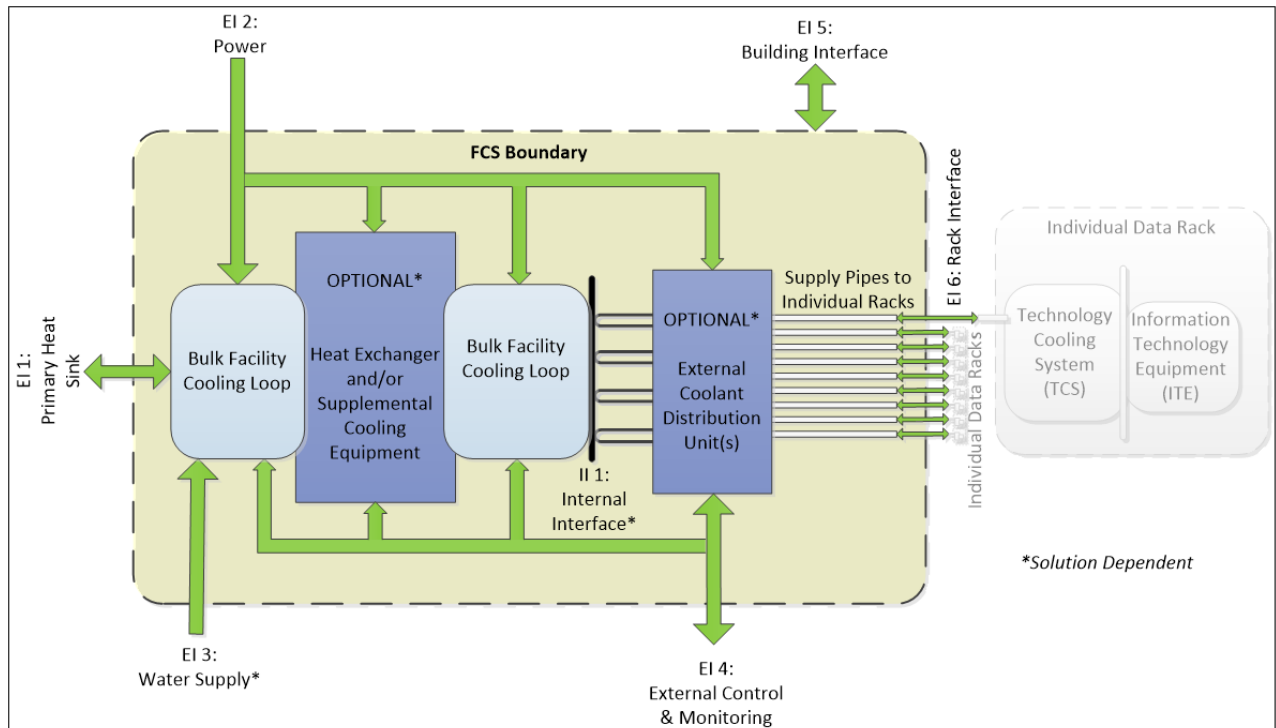 EI 2:
Power
EI 5:
Building Interface
FCS Boundary
EI 1:
Primary Heat
Sink
Bulk Facility
Cooling Loop
OPTIONAL*
Heat Exchanger
and/or
Supplemental
Cooling
Equipment
Bulk Facility
Cooling Loop
II 1:
Internal
Interface*
OPTIONAL*
External
Coolant
Distribution
Unit(s)
Supply Pipes to
Individual Racks
EI 6: Rack Interface
Individual Data Racks
Individual Data Rack
Technology
Cooling
System
(TCS)
Information
Technology
Equipment
(ITE)
*Solution Dependent
EI 3:
Water Supply*
EI 4:
External Control
& Monitoring